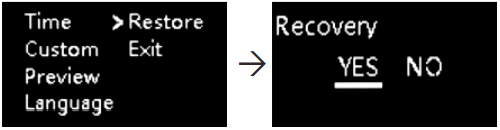 Time > Restore
Custom Exit
Preview
Language
→
Recovery
YES NO